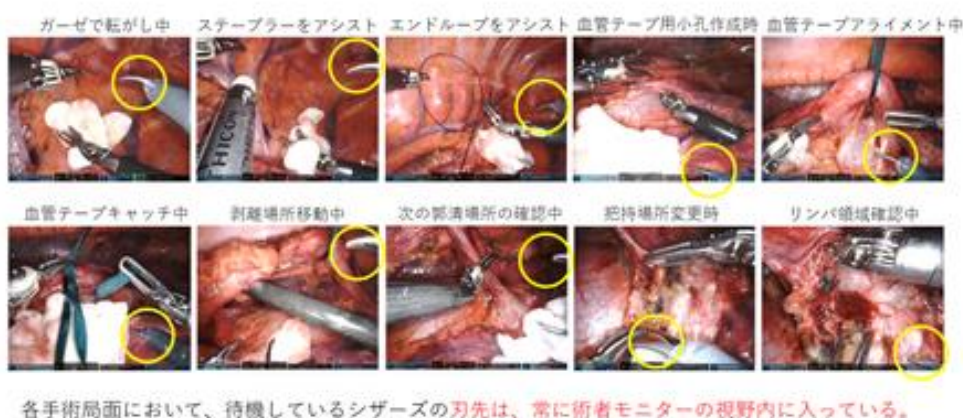 ガーゼで転がし中
ステープラーをアシスト
エンドループをアシスト
血管テープ用小孔作成時
血管テープアライメント中
血管テープキャッチ中
剥離場所移動中
次の郭清場所の確認中
把持場所変更時
リンパ領域確認中
各手術局面において、待機しているシザーズの刃先は、常に術者モニターの視野内に入っている